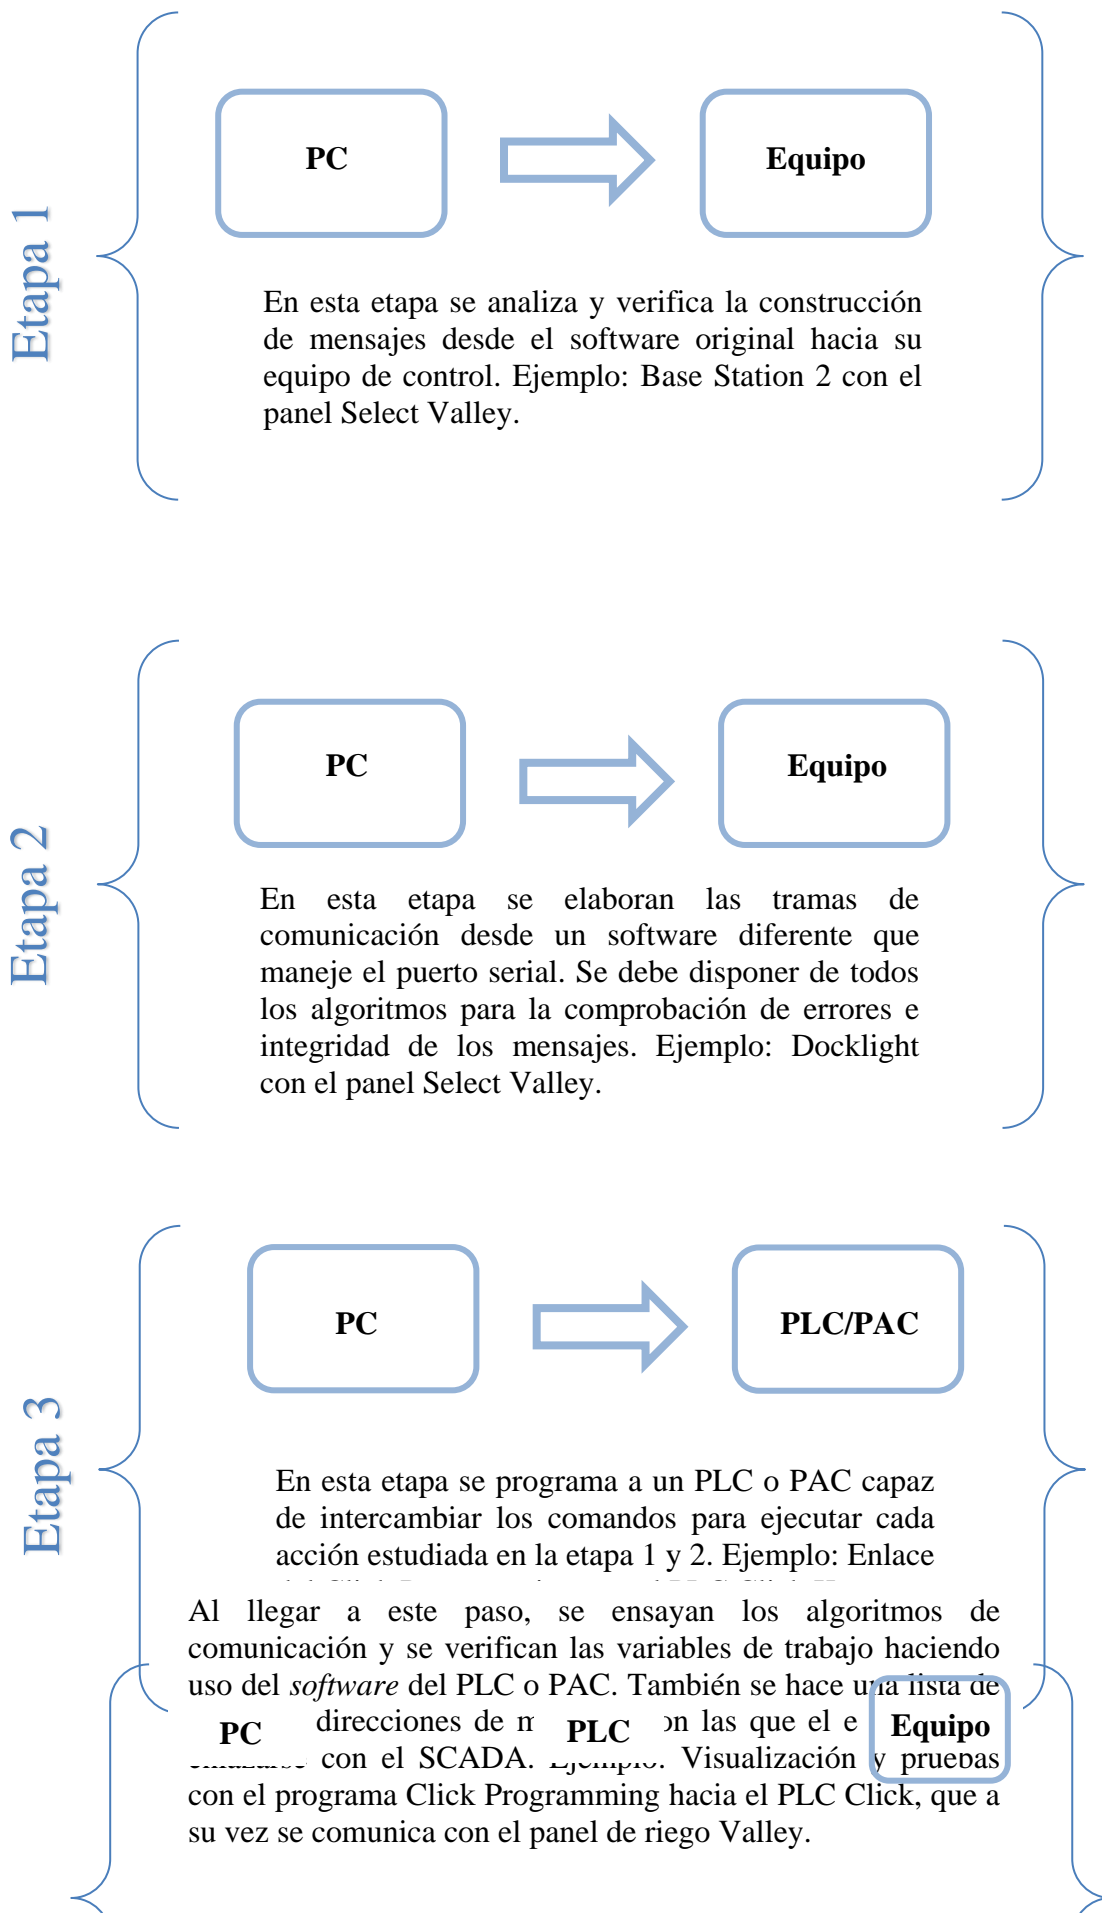 Etapa 1
PC
Equipo
En esta etapa se analiza y verifica la construcción
de mensajes desde el software original hacia su
equipo de control. Ejemplo: Base Station 2 con el
panel Select Valley.
Etapa 2
PC
Equipo
En esta etapa se elaboran las tramas de
comunicación desde un software diferente que
maneje el puerto serial. Se debe disponer de todos
los algoritmos para la comprobación de errores e
integridad de los mensajes. Ejemplo: Docklight
con el panel Select Valley.
Etapa 3
PC
PLC/PAC
En esta etapa se programa a un PLC o PAC capaz
de intercambiar los comandos para ejecutar cada
acción estudiada en la etapa 1 y 2. Ejemplo: Enlace
Al llegar a este paso, se ensayan los algoritmos de
comunicación y se verifican las variables de trabajo haciendo
uso del software del PLC o PAC. También se hace una lista de
direcciones de las que el
PC
PLC
Equipo
con el SCADA. Ejemplo: Visualización y pruebas
con el programa Click Programming hacia el PLC Click, que a
su vez se comunica con el panel de riego Valley.